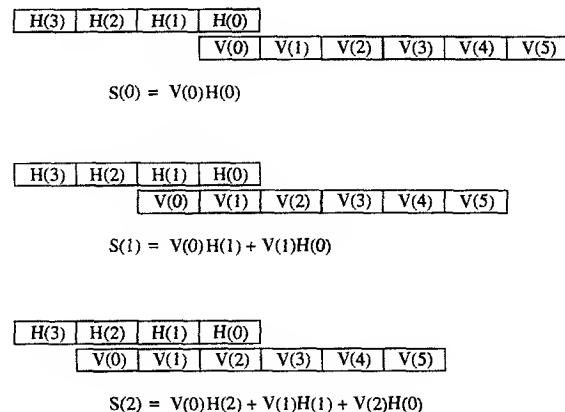 H(3) H(2) H(1) H(0)
V(0) V(1) V(2) V(3) V(4) V(5)
S(0) = V(0)H(0)
H(3) H(2) H(1) H(0)
V(0) V(1) V(2) V(3) V(4) V(5)
S(1) = V(0)H(1) + V(1)H(0)
H(3) H(2) H(1) H(0)
V(0) V(1) V(2) V(3) V(4) V(5)
S(2) = V(0)H(2) + V(1)H(1) + V(2)H(0)